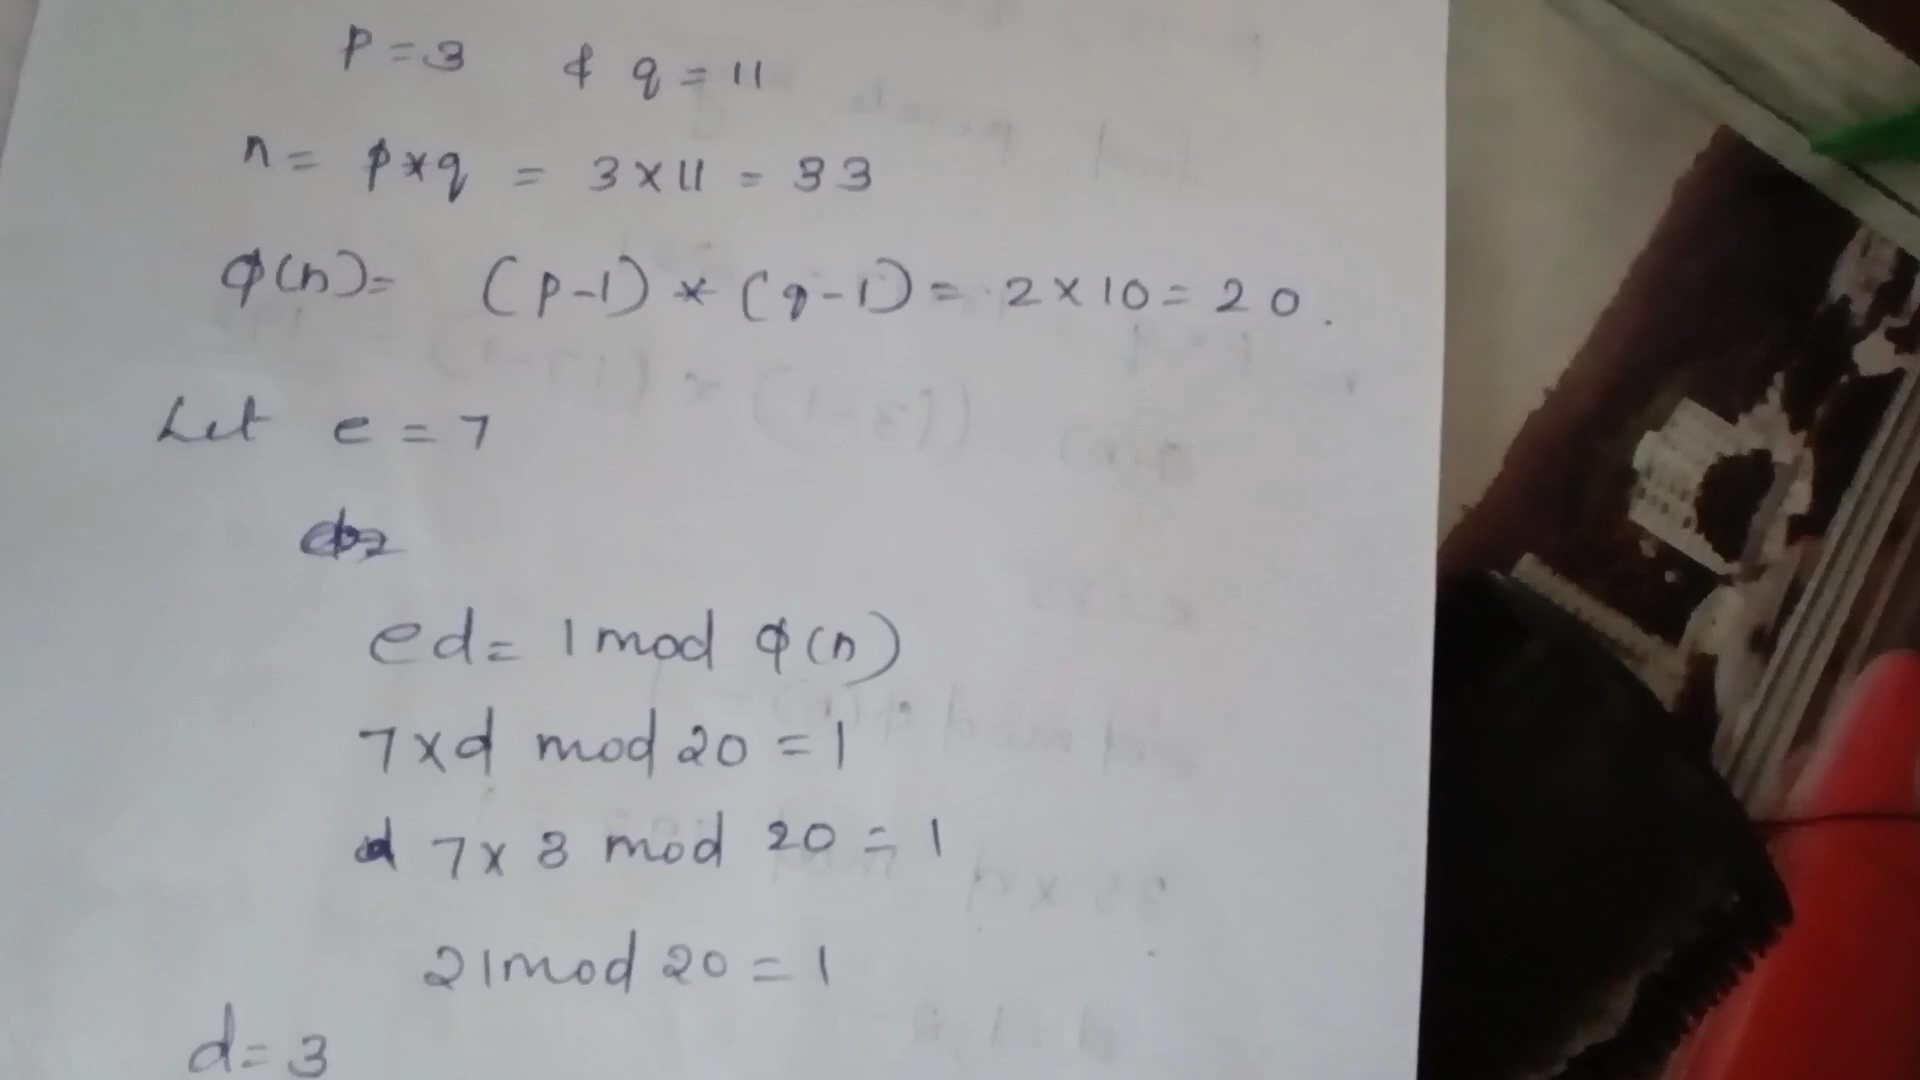 p = 3 & q = 11
n = p*q = 3×11 = 33
φ(n)= (p-1) * (q-1) = 2×10 = 20.
Let e = 7
ed = 1 mod φ(n)
7×d mod 20 = 1
d 7×3 mod 20 = 1
21 mod 20 = 1
d = 3